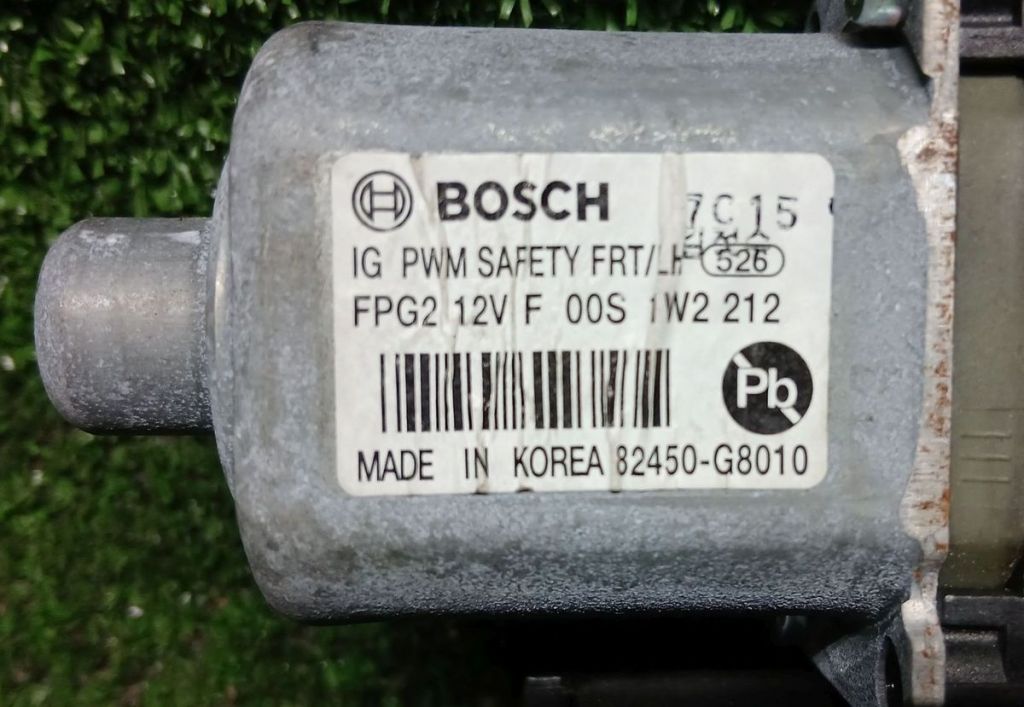 BOSCH 7C15
IG PWM SAFETY FRT/LH 526
FPG2 12V F 00S 1W2 212
Pb
MADE IN KOREA 82450-G8010